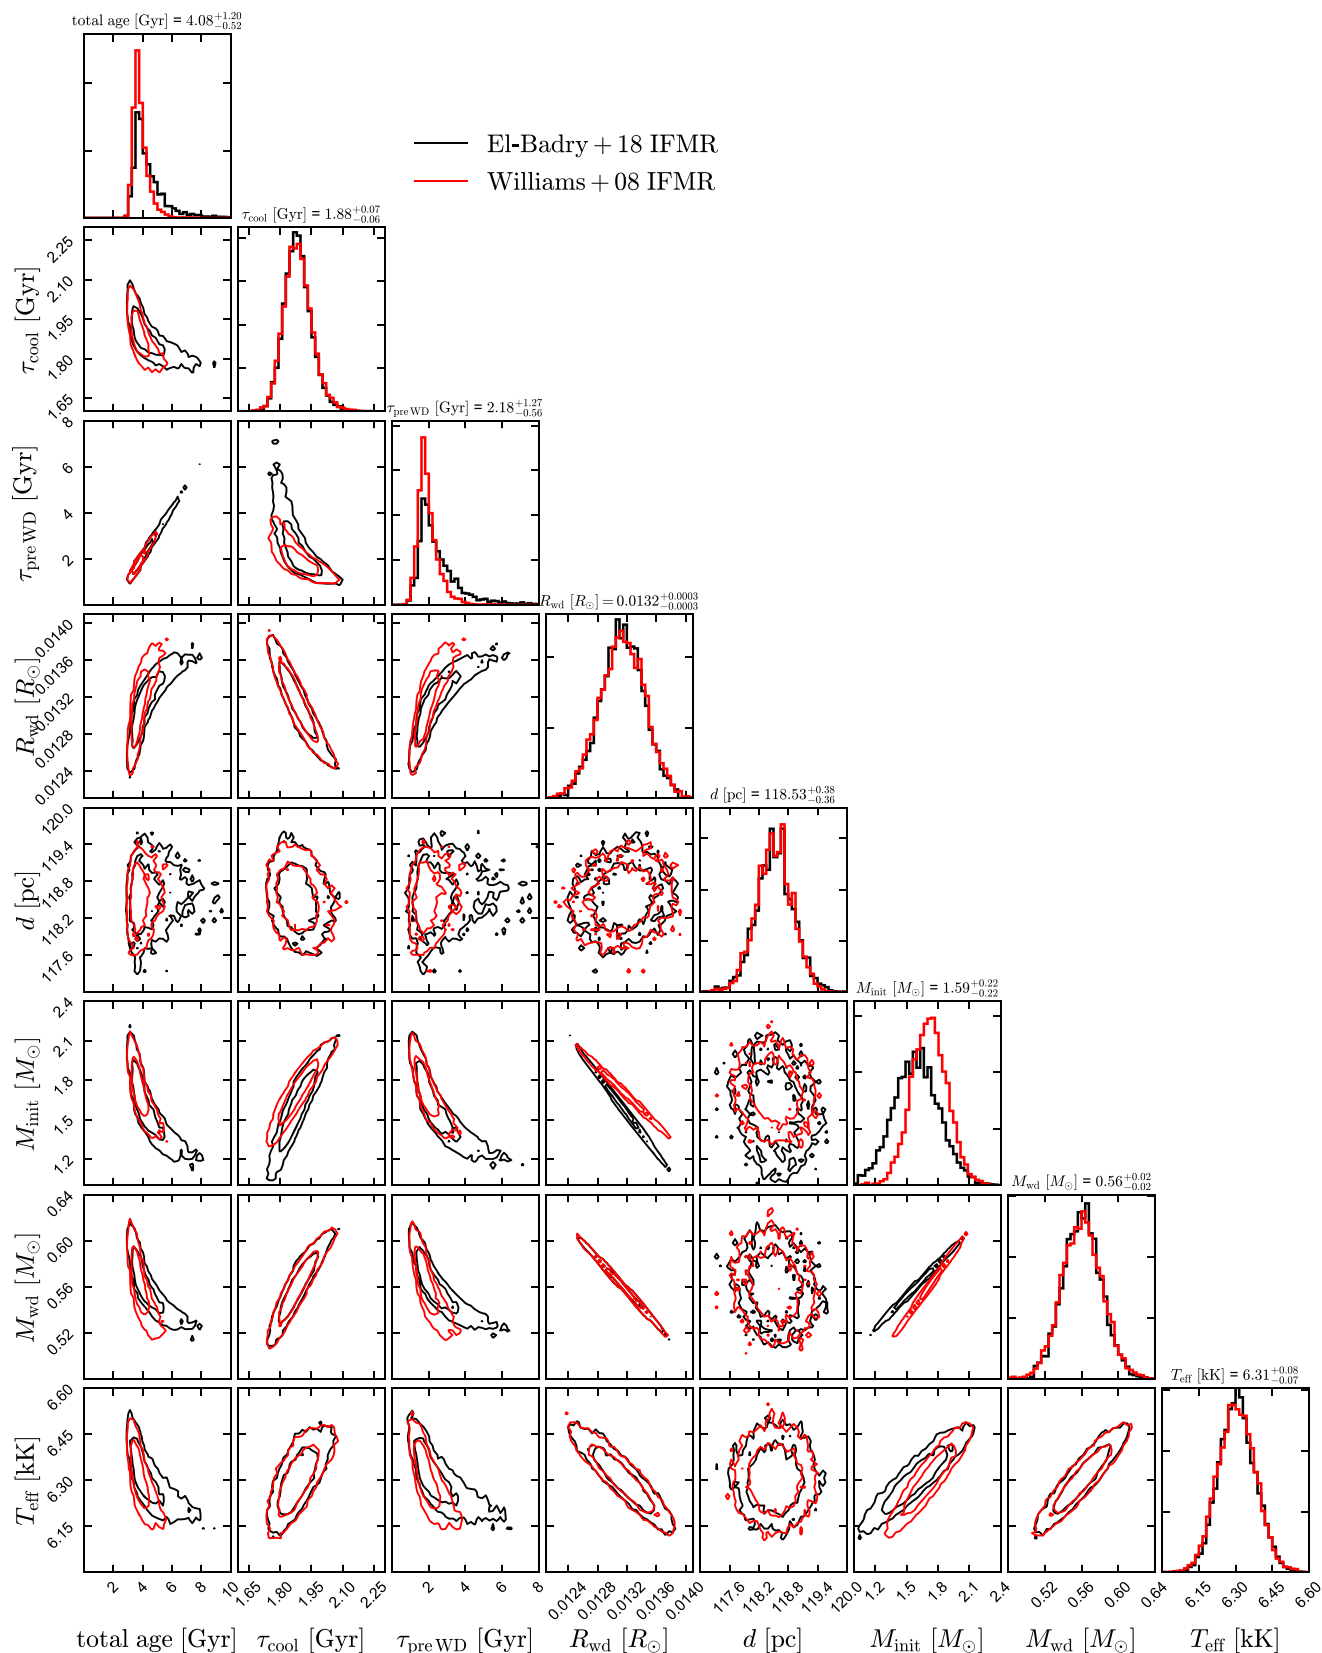 total age [Gyr] = 4.08 +1.20 −0.52
El-Badry + 18 IFMR
Williams + 08 IFMR
τcool [Gyr] = 1.88 +0.07 −0.06
2.25
2.10
1.95
1.80
1.65
τcool [Gyr]
τpre WD [Gyr] = 2.18 +1.27 −0.56
8
6
4
2
τpre WD [Gyr]
Rwd [R⊙] = 0.0132 +0.0003 −0.0003
0.0140
0.0136
0.0132
0.0128
0.0124
Rwd [R⊙]
d [pc] = 118.53 +0.38 −0.36
120.0
119.4
118.8
118.2
117.6
d [pc]
Minit [M⊙] = 1.59 +0.22 −0.22
2.4
2.1
1.8
1.5
1.2
Minit [M⊙]
Mwd [M⊙] = 0.56 +0.02 −0.02
0.64
0.60
0.56
0.52
Mwd [M⊙]
Teff [kK] = 6.31 +0.08 −0.07
6.60
6.45
6.30
6.15
Teff [kK]
2 4 6 8 10 1.65 1.80 1.95 2.10 2.25 2 4 6 8 0.0124 0.0128 0.0132 0.0136 0.0140 117.6 118.2 118.8 119.4 120.0 1.2 1.5 1.8 2.1 2.4 0.52 0.56 0.60 0.64 6.15 6.30 6.45 6.60
total age [Gyr] τcool [Gyr] τpre WD [Gyr] Rwd [R⊙] d [pc] Minit [M⊙] Mwd [M⊙] Teff [kK]